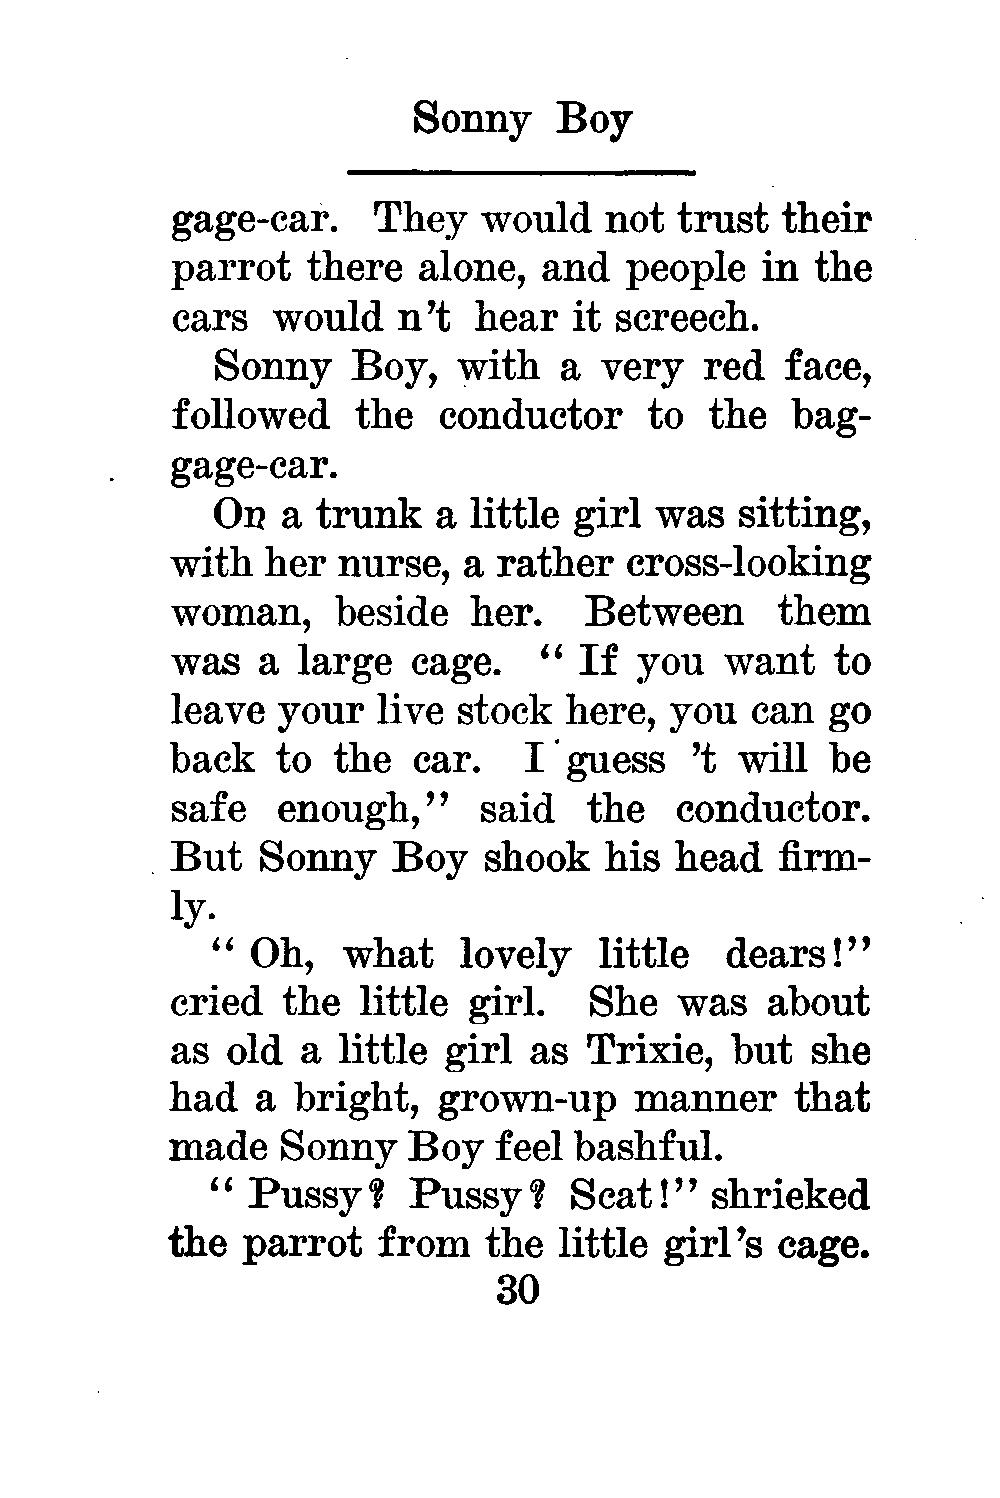 Sonny Boy
gage-car. They would not trust their
parrot there alone, and people in the
cars would n't hear it screech.
Sonny Boy, with a very red face,
followed the conductor to the bag-
gage-car.
On a trunk a little girl was sitting,
with her nurse, a rather cross-looking
woman, beside her. Between them
was a large cage. " If you want to
leave your live stock here, you can go
back to the car. I guess 't will be
safe enough," said the conductor.
But Sonny Boy shook his head firm-
ly.
" Oh, what lovely little dears!"
cried the little girl. She was about
as old a little girl as Trixie, but she
had a bright, grown-up manner that
made Sonny Boy feel bashful.
" Pussy? Pussy? Scat!" shrieked
the parrot from the little girl's cage.
30